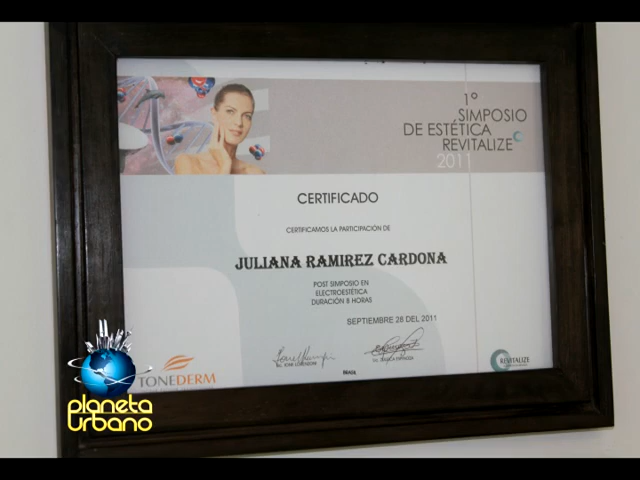 1º
SIMPOSIO
DE ESTÉTICA
REVITALIZE
2011
CERTIFICADO
CERTIFICAMOS LA PARTICIPACIÓN DE
JULIANA RAMIREZ CARDONA
POST SIMPOSIO EN
ELECTROESTÉTICA
DURACIÓN 8 HORAS
SEPTIEMBRE 26 DEL 2011
TONEDERM
REVITALIZE
planeta
urbano